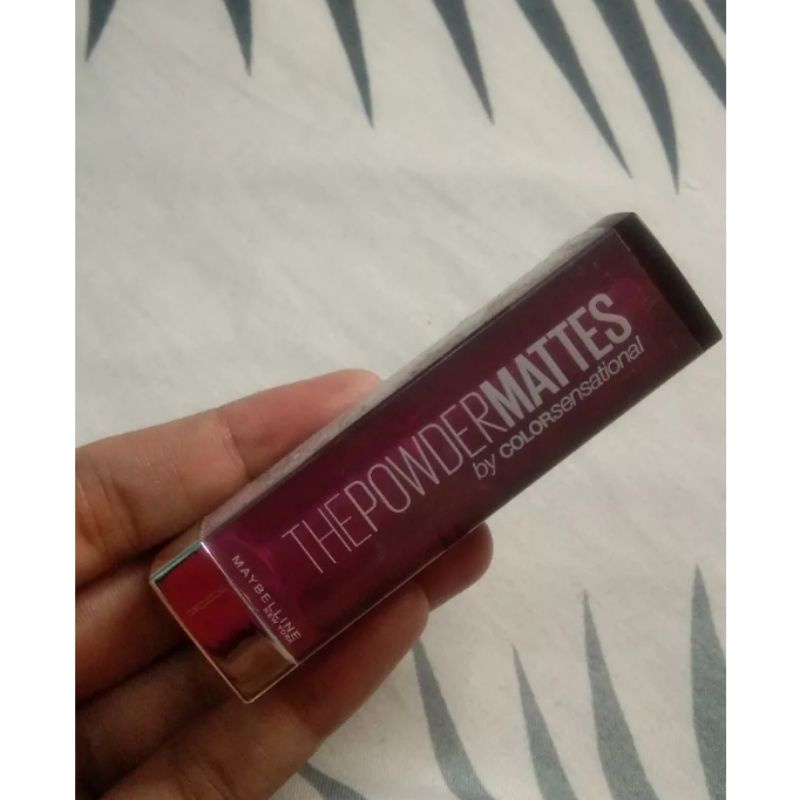 THEPOWDERMATTES
by COLORsensational
MAYBELLINE
NEW YORK